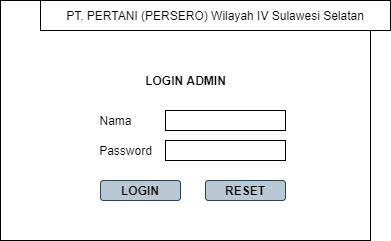 PT. PERTANI (PERSERO) Wilayah IV Sulawesi Selatan
LOGIN ADMIN
Nama
Password
LOGIN RESET